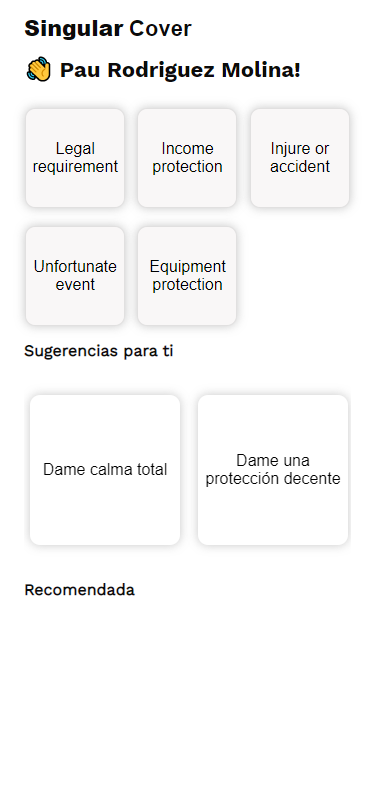 Singular Cover
👋 Pau Rodriguez Molina!
Legal
requirement
Income
protection
Injure or
accident
Unfortunate
event
Equipment
protection
Sugerencias para ti
Dame calma total
Dame una
protección decente
Recomendada